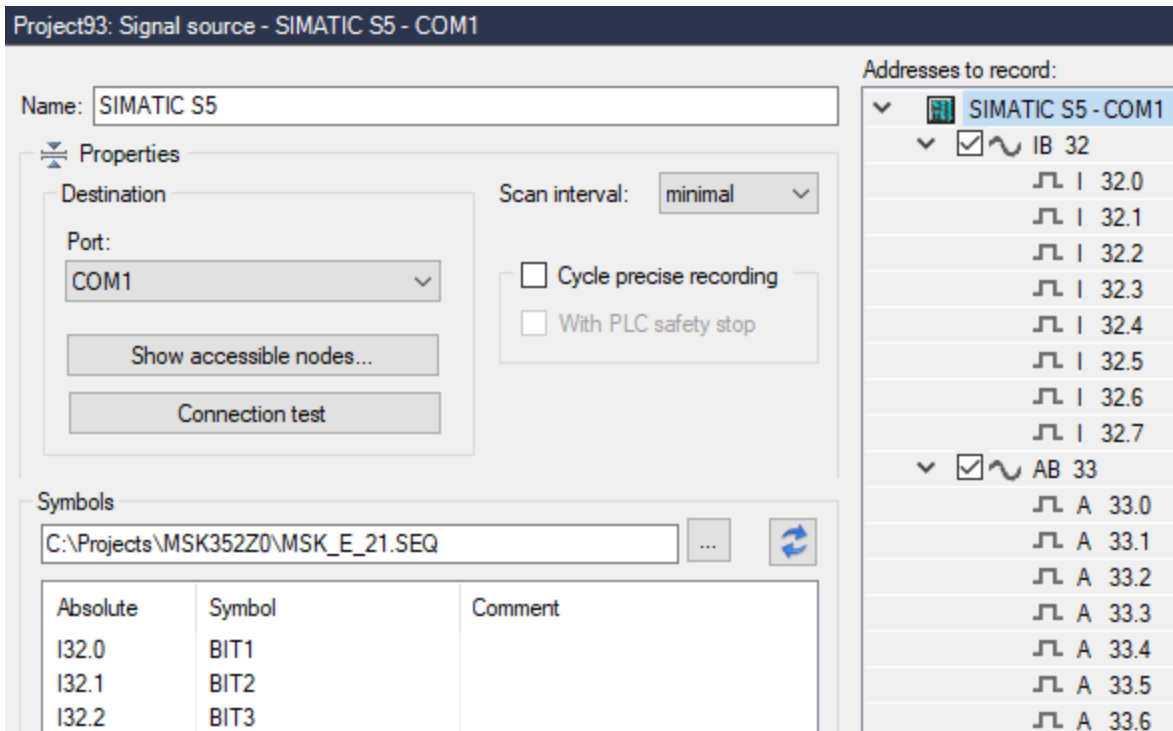 Project93: Signal source - SIMATIC S5 - COM1
Name: SIMATIC S5
Properties
Destination
Port:
COM1
Show accessible nodes...
Connection test
Scan interval: minimal
Cycle precise recording
With PLC safety stop
Symbols
C:\Projects\MSK352Z0\MSK_E_21.SEQ
...
Absolute Symbol Comment
I32.0 BIT1
I32.1 BIT2
I32.2 BIT3
Addresses to record:
SIMATIC S5 - COM1
IB 32
I 32.0
I 32.1
I 32.2
I 32.3
I 32.4
I 32.5
I 32.6
I 32.7
AB 33
A 33.0
A 33.1
A 33.2
A 33.3
A 33.4
A 33.5
A 33.6